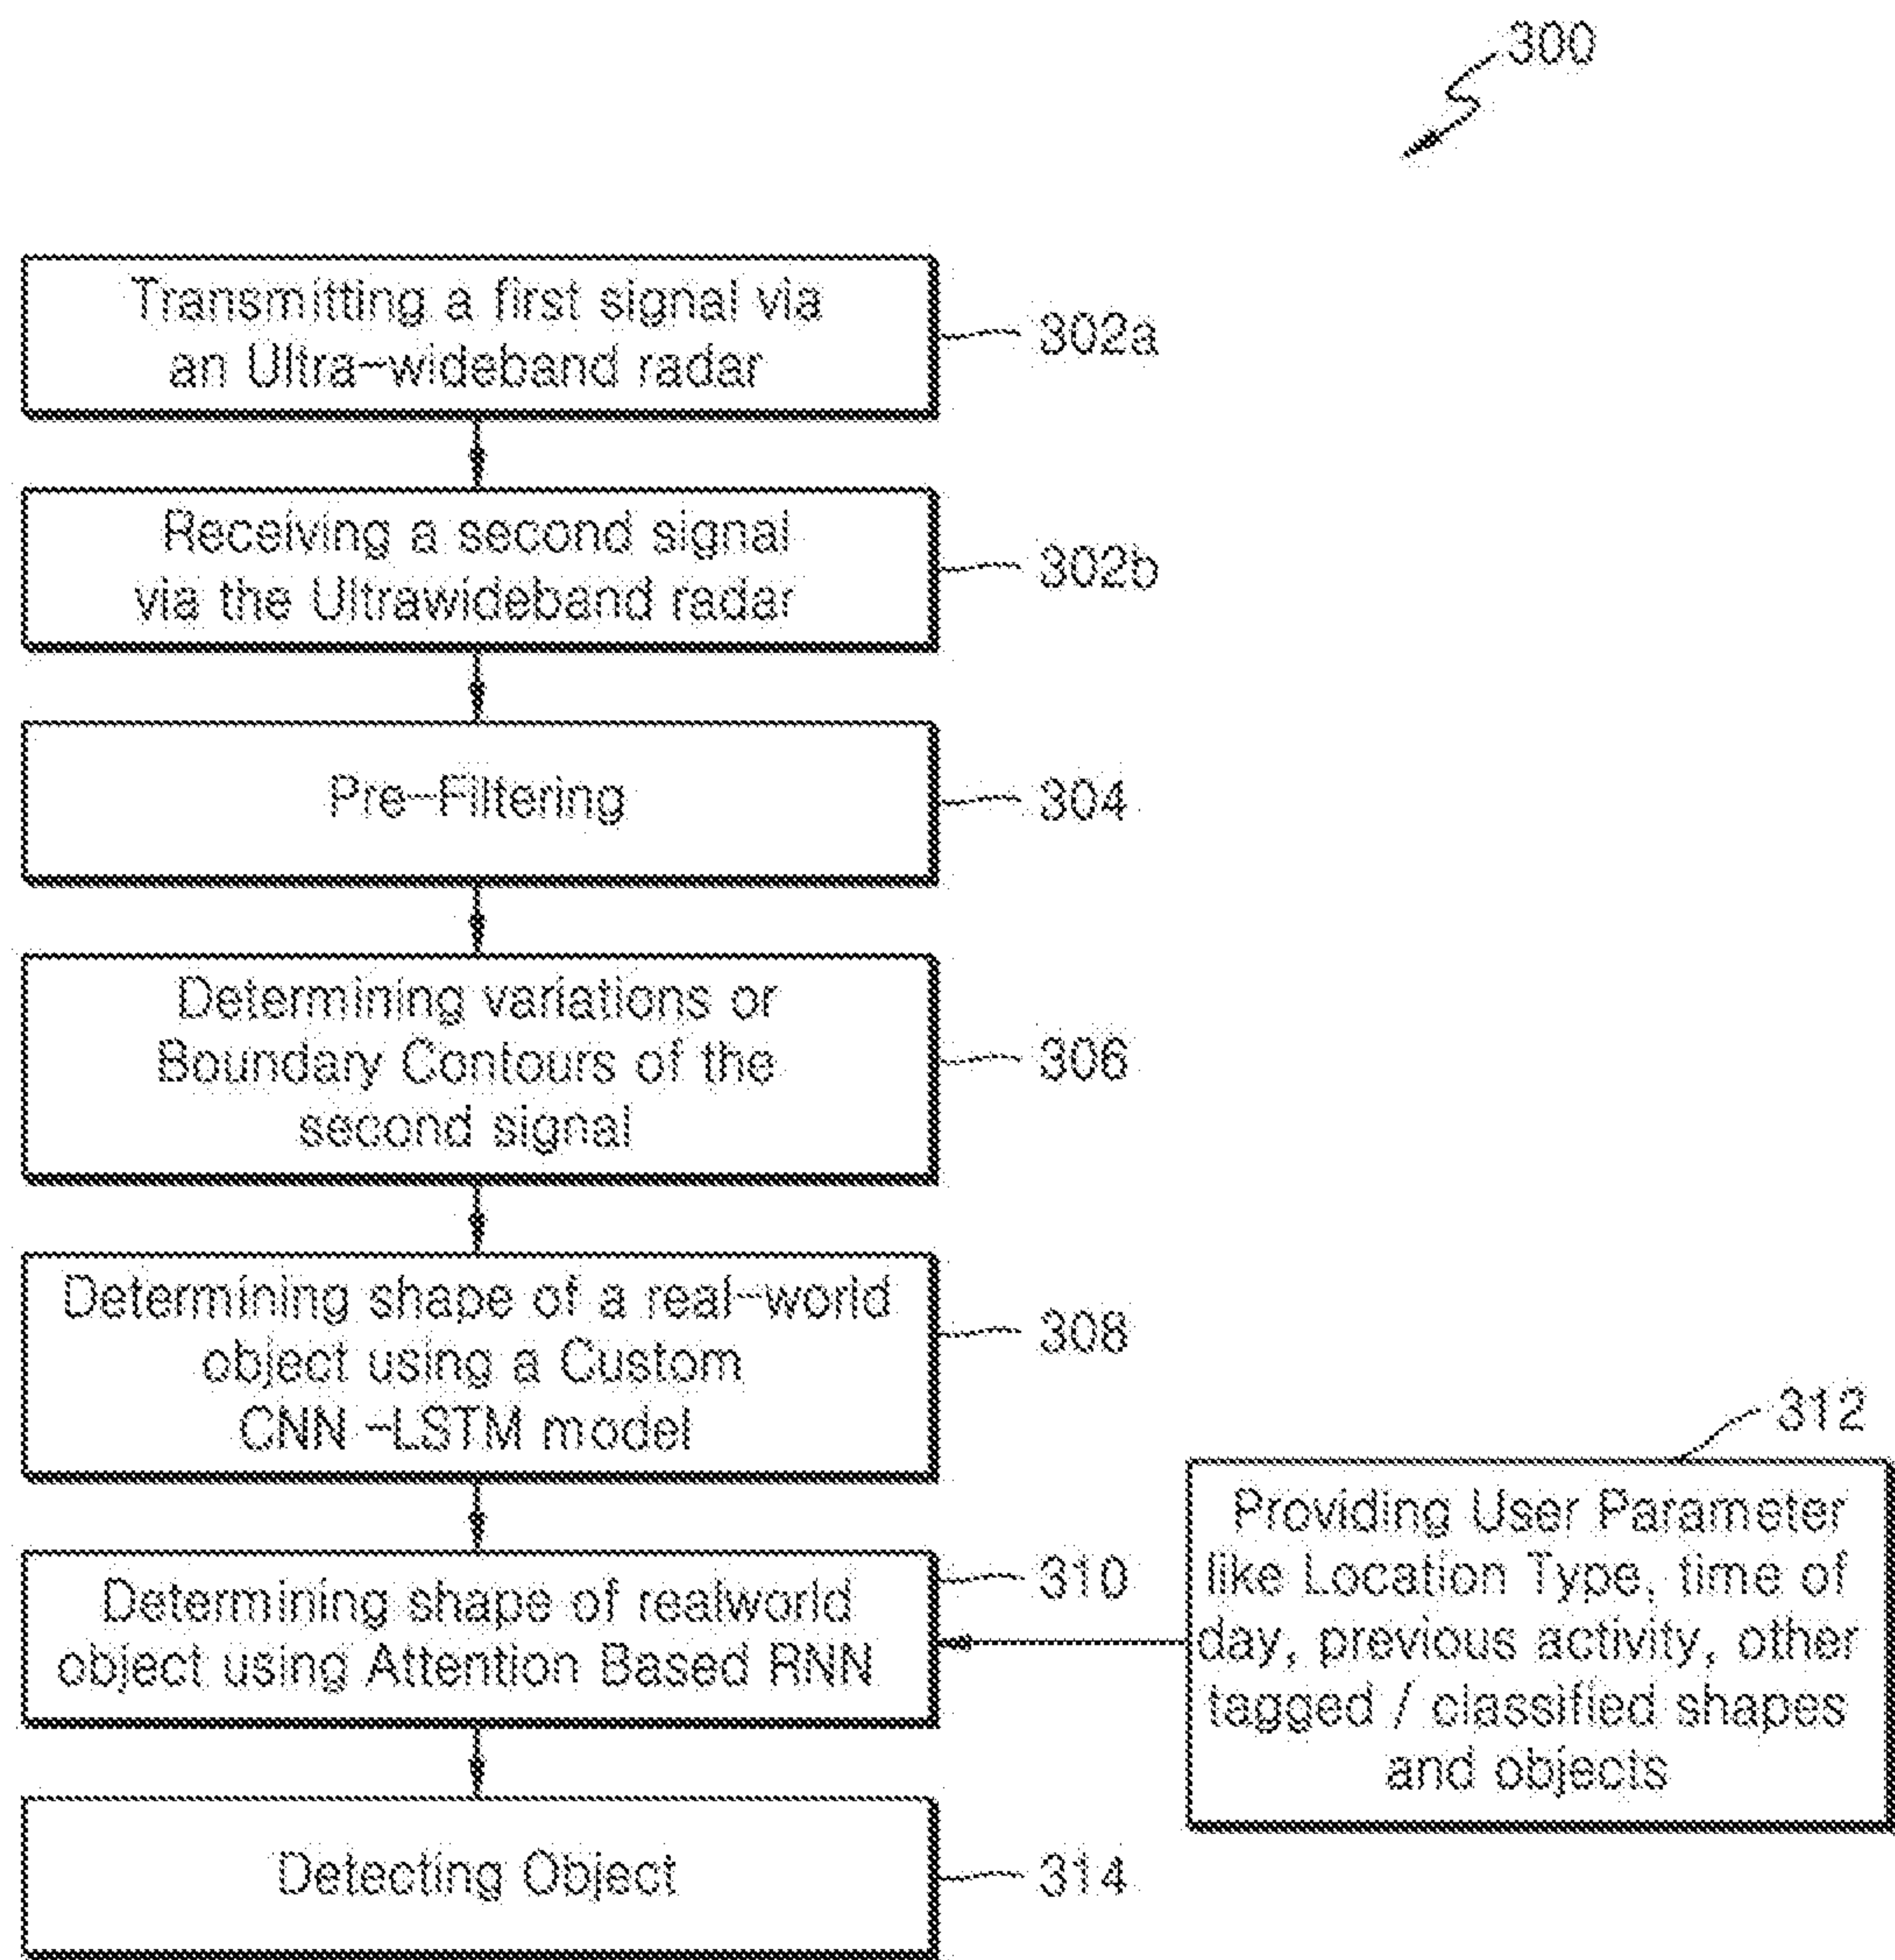 300
Transmitting a first signal via
an Ultra-wideband radar
302a
Receiving a second signal
via the Ultrawideband radar
302b
Pre-Filtering
304
Determining variations or
Boundary Contours of the
second signal
306
Determining shape of a real-world
object using a Custom
CNN-LSTM model
308
Determining shape of realworld
object using Attention Based RNN
310
312
Providing User Parameter
like Location Type, time of
day, previous activity, other
tagged / classified shapes
and objects
Detecting Object
314